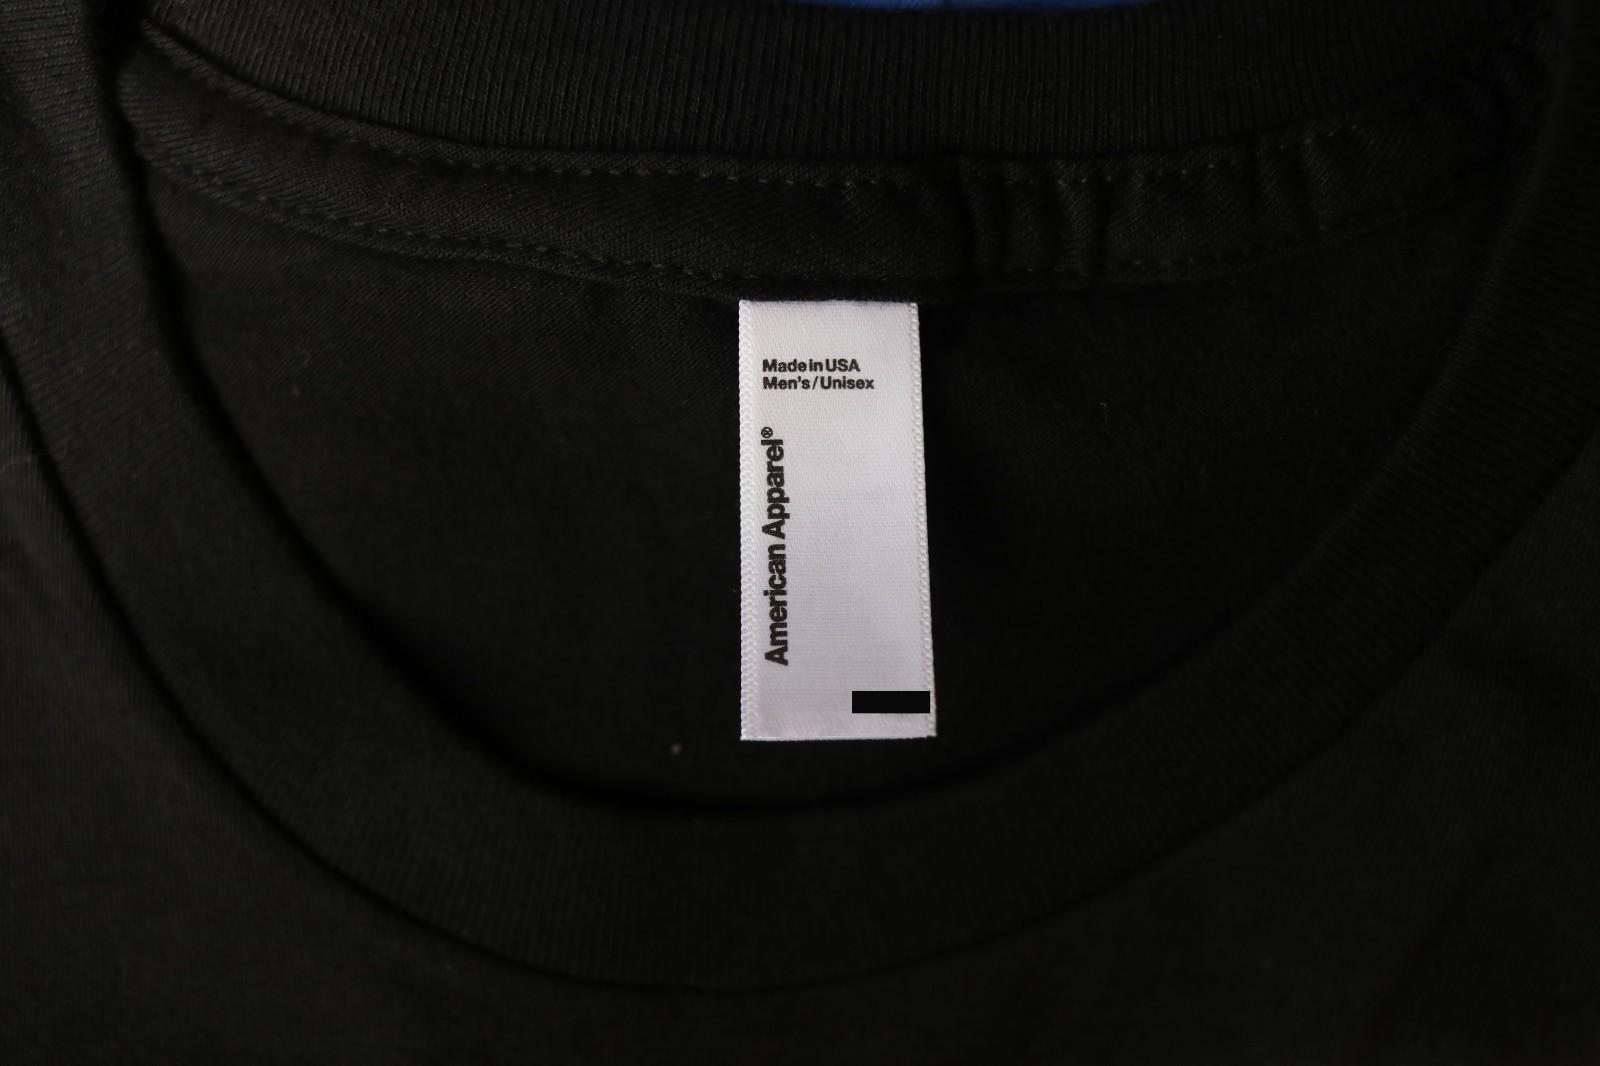 Made in USA
Men's/Unisex
American Apparel®